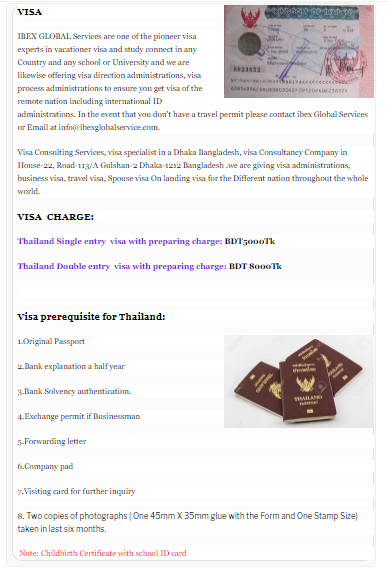 VISA
IBEX GLOBAL Services are one of the pioneer visa
experts in vacationer visa and study connect in any
Country and any school or University and we are
likewise offering visa direction administrations, visa
process administrations to ensure you get visa of the
remote nation including international ID
administrations. In the event that you don't have a travel permit please contact ibex Global Services
or Email at info@ibexglobalservice.com.
Visa Consulting Services, visa specialist in a Dhaka Bangladesh, visa Consultancy Company in
House-22, Road-113/A Gulshan-2 Dhaka-1212 Bangladesh .we are giving visa administrations,
business visa, travel visa, Spouse visa On landing visa for the Different nation throughout the whole
world.
VISA CHARGE:
Thailand Single entry visa with preparing charge: BDT5000Tk
Thailand Double entry visa with preparing charge: BDT 8000Tk
Visa prerequisite for Thailand:
1.Original Passport
2.Bank explanation a half year
3.Bank Solvency authentication.
4.Exchange permit if Businessman
5.Forwarding letter
6.Company pad
7.Visiting card for further inquiry
8. Two copies of photographs ( One 45mm X 35mm glue with the Form and One Stamp Size)
taken in last six months.
Note: Childbirth Certificate with school ID card
THAILAND
PASSPORT